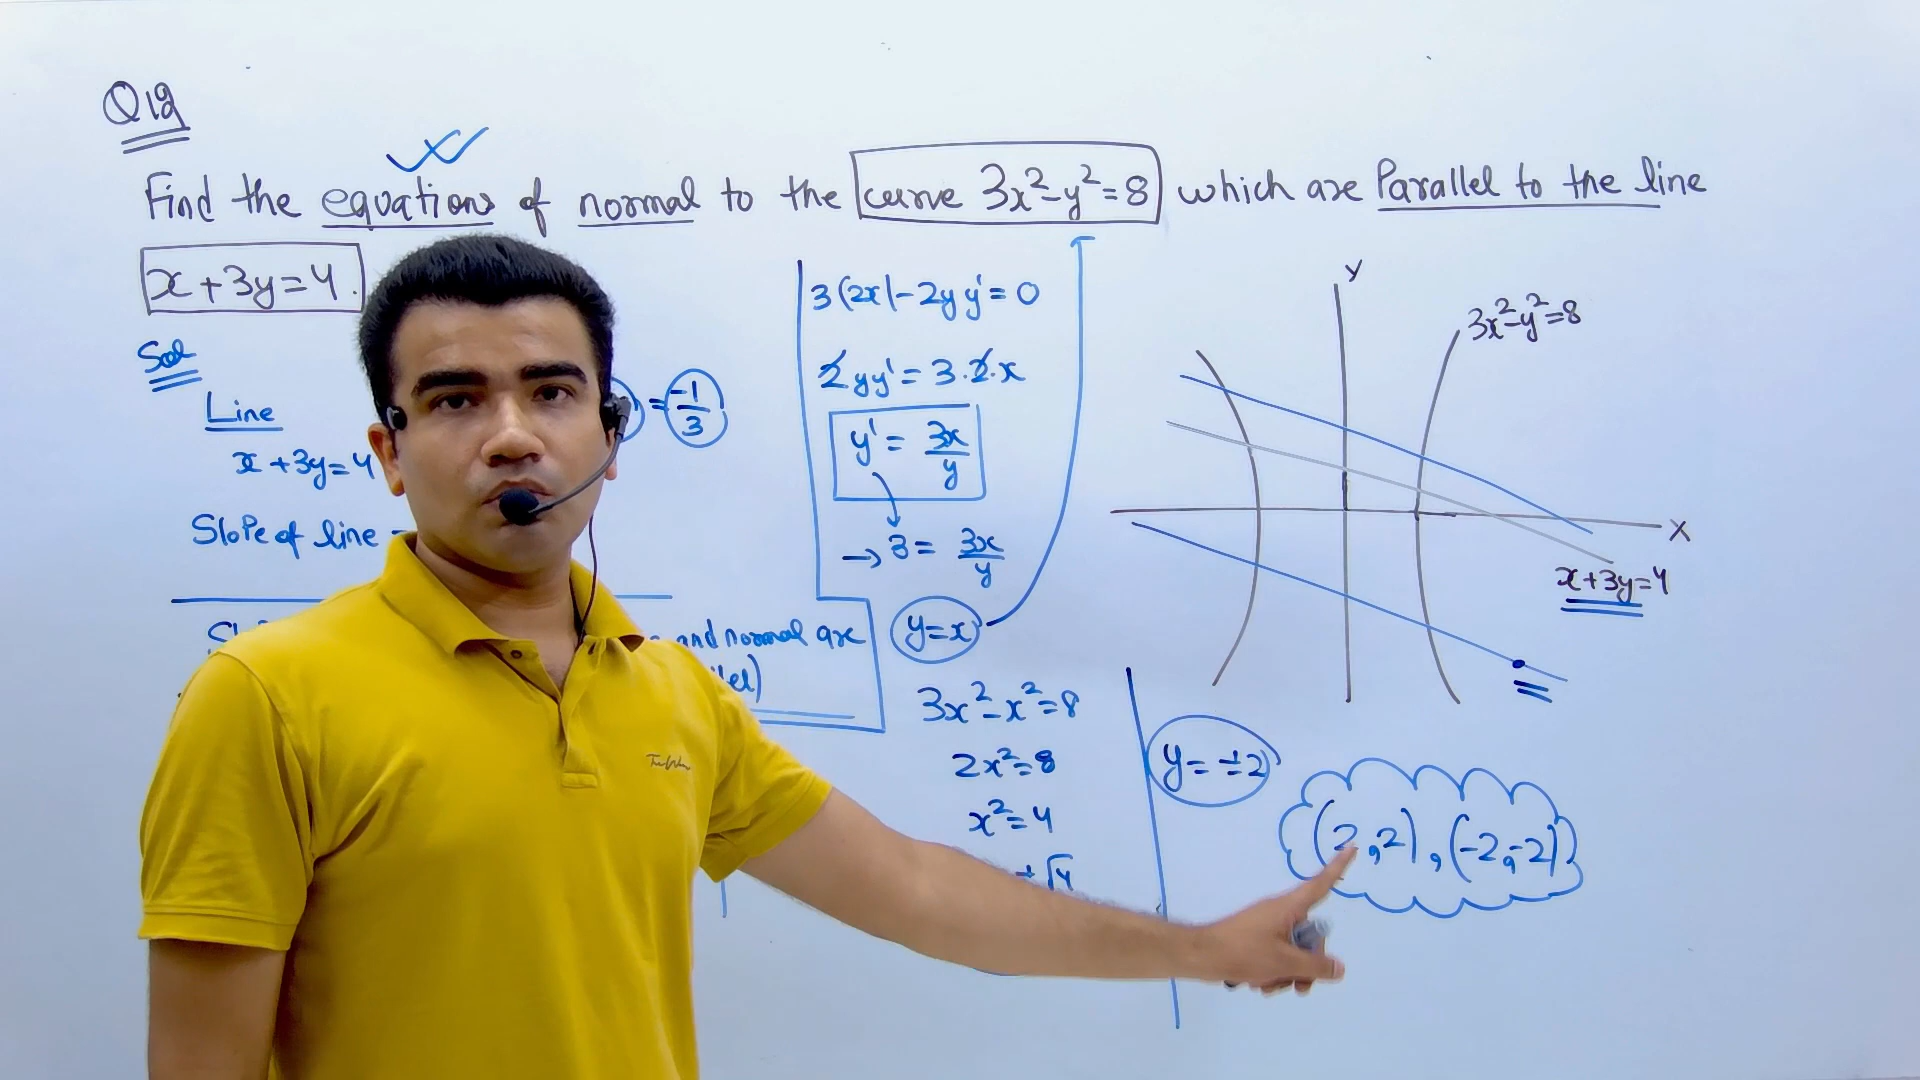 Q12
Find the equations of normal to the curve 3x²-y²=8 which are Parallel to the line
x+3y=4.
Sol
Line
x+3y=4
= -1/3
Slope of line
and normal are
3(2x)-2yy'=0
2yy'=3.2.x
y'= 3x/y
→3= 3x/y
y=x
3x²-x²=8
2x²=8
x²=4
±√4
y=±2
(2,2), (-2,-2)
Y
3x²-y²=8
X
x+3y=4